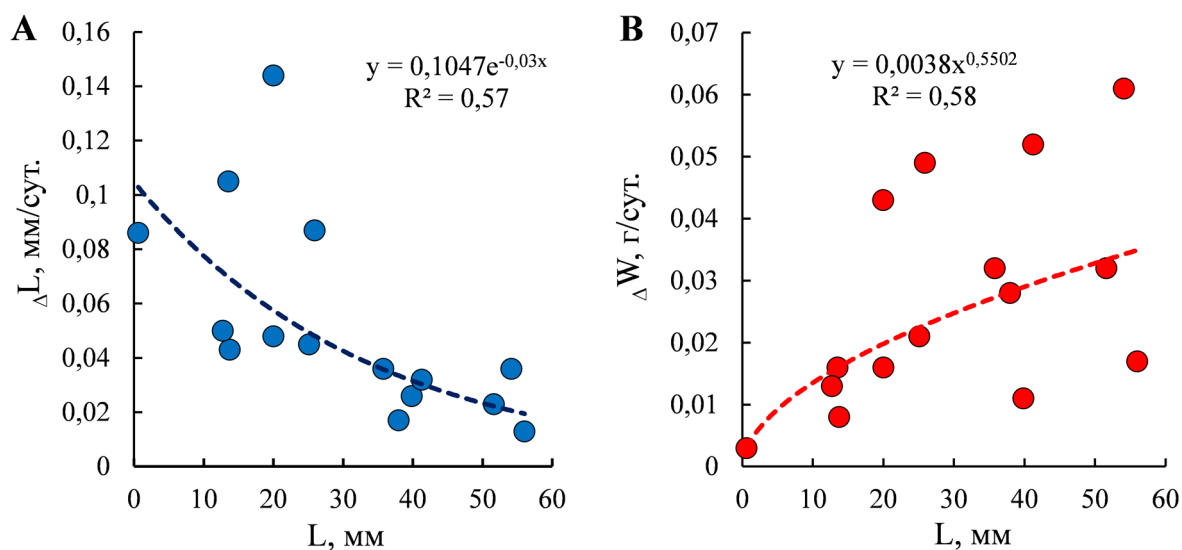 A
y = 0,1047e^-0,03x
R² = 0,57
ΔL, мм/сут.
0,16
0,14
0,12
0,1
0,08
0,06
0,04
0,02
0
0 10 20 30 40 50 60
L, мм
B
y = 0,0038x^0,5502
R² = 0,58
ΔW, г/сут.
0,07
0,06
0,05
0,04
0,03
0,02
0,01
0
0 10 20 30 40 50 60
L, мм